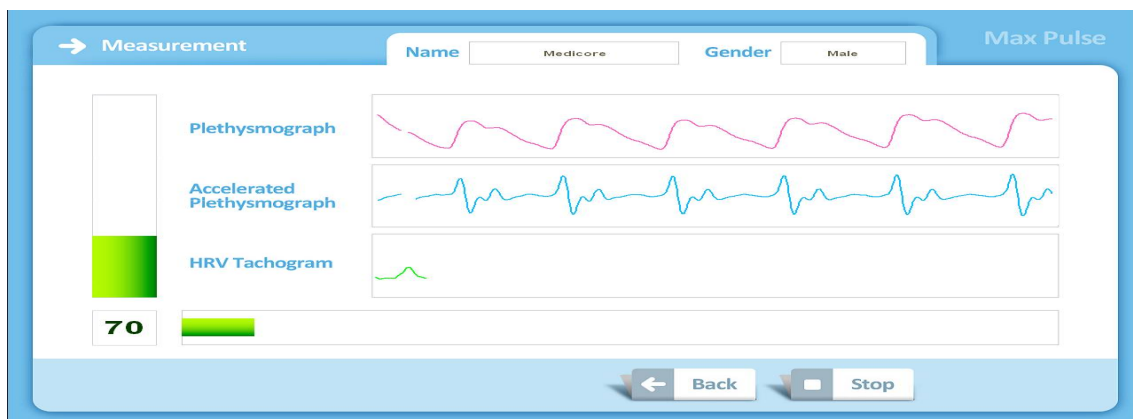 Measurement
Name Medicore Gender Male
Max Pulse
Plethysmograph
Accelerated
Plethysmograph
HRV Tachogram
70
Back Stop